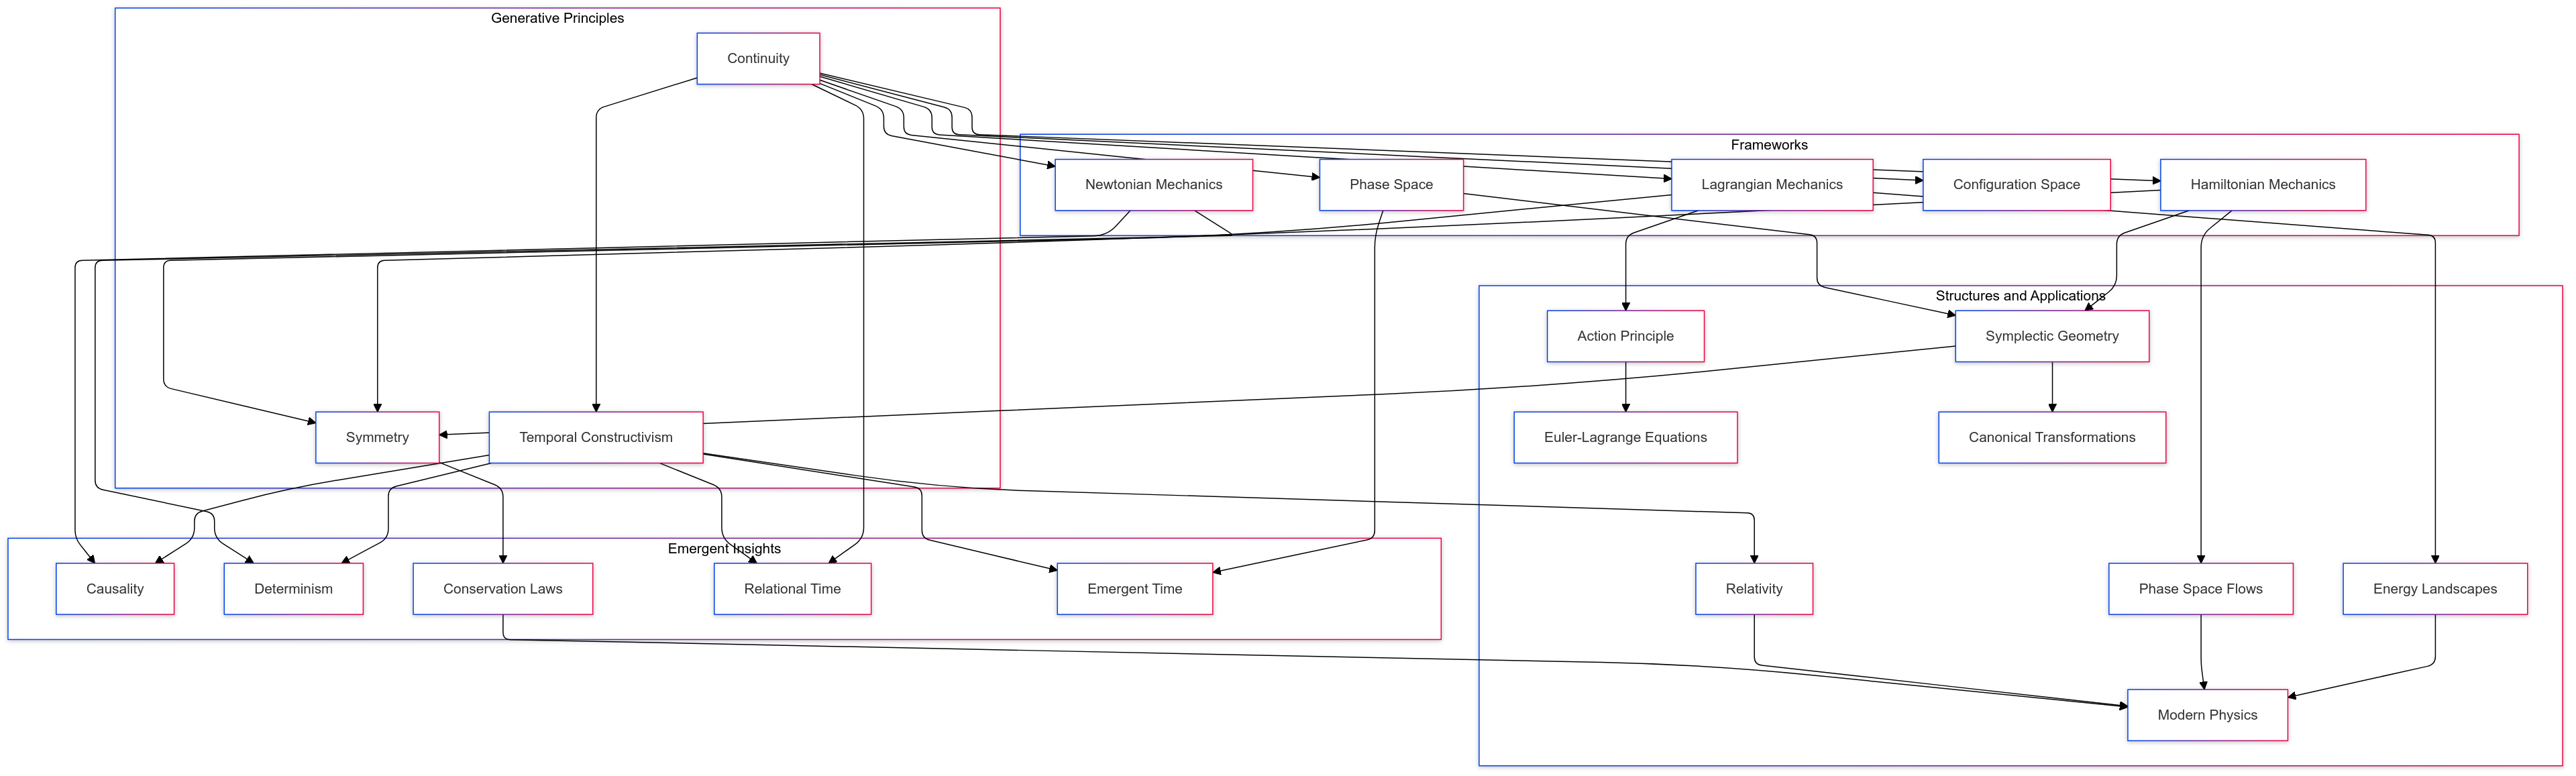 Generative Principles
Continuity
Frameworks
Newtonian Mechanics
Phase Space
Lagrangian Mechanics
Configuration Space
Hamiltonian Mechanics
Structures and Applications
Action Principle
Symplectic Geometry
Symmetry
Temporal Constructivism
Euler-Lagrange Equations
Canonical Transformations
Emergent Insights
Causality
Determinism
Conservation Laws
Relational Time
Emergent Time
Relativity
Phase Space Flows
Energy Landscapes
Modern Physics